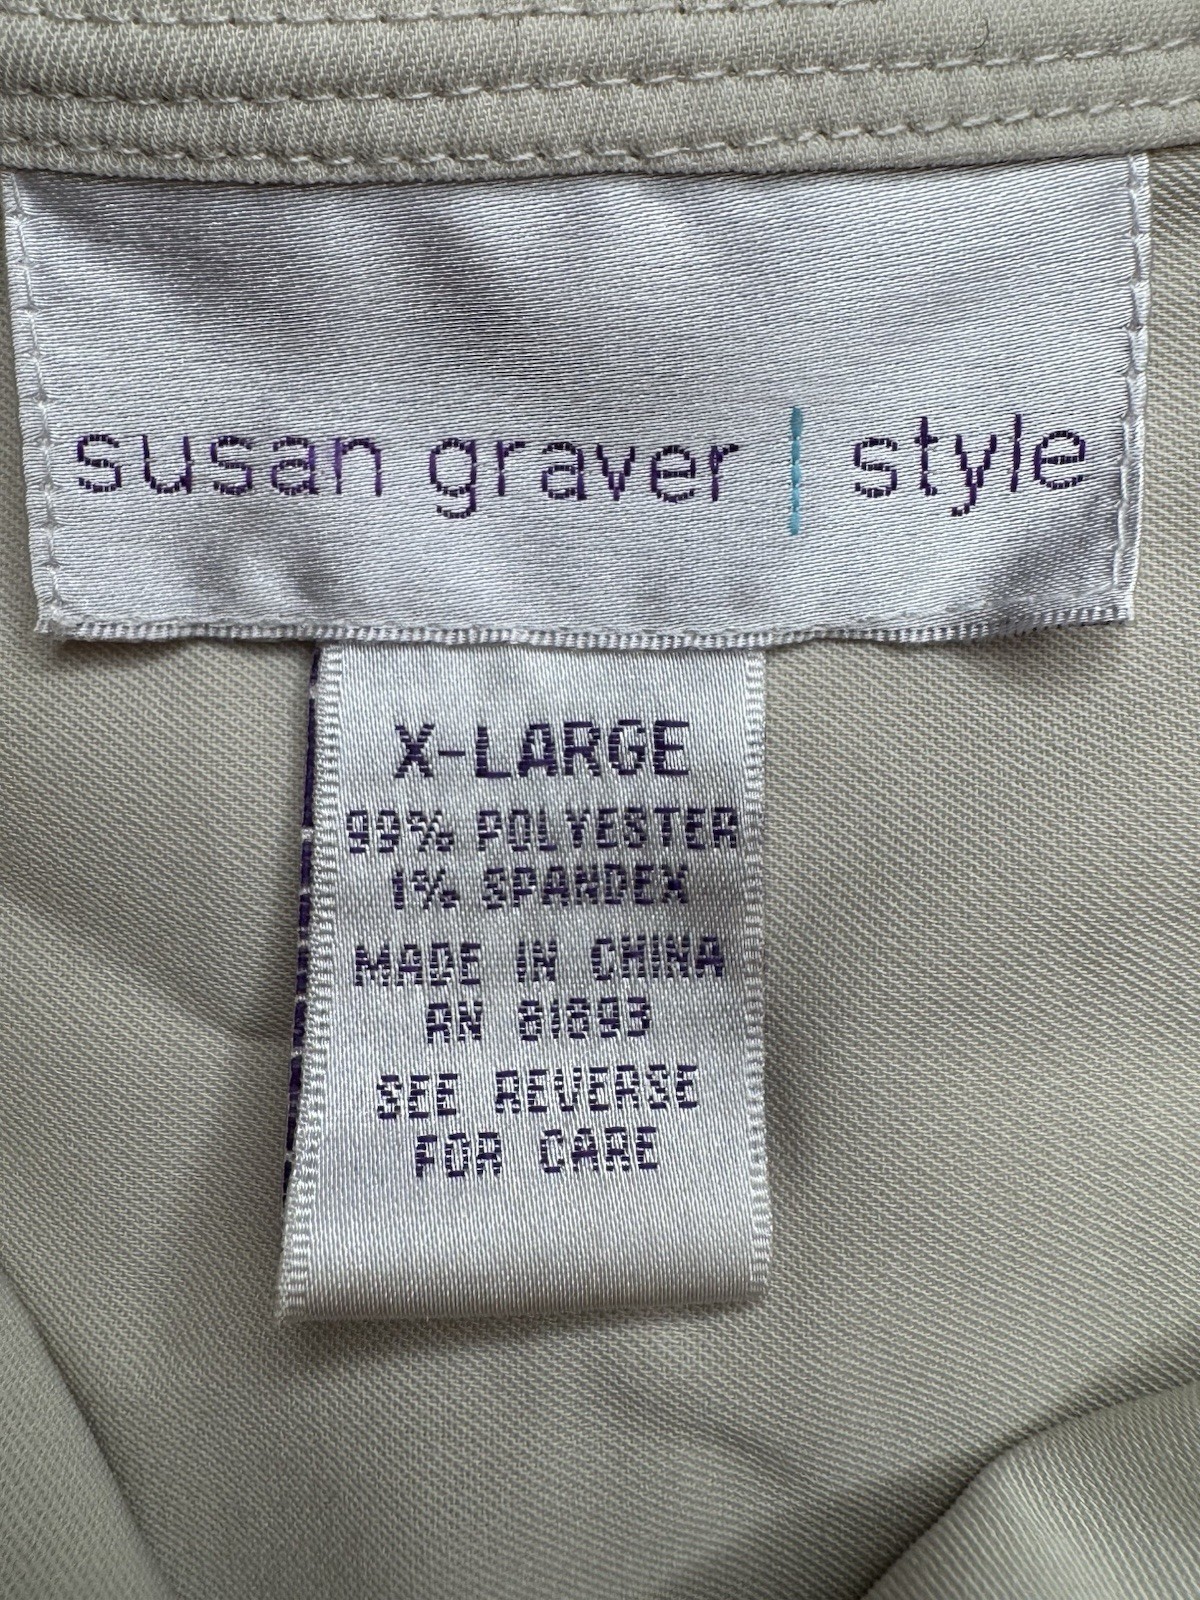 susan graver | style
X-LARGE
99% POLYESTER
1% SPANDEX
MADE IN CHINA
RN 81893
SEE REVERSE
FOR CARE